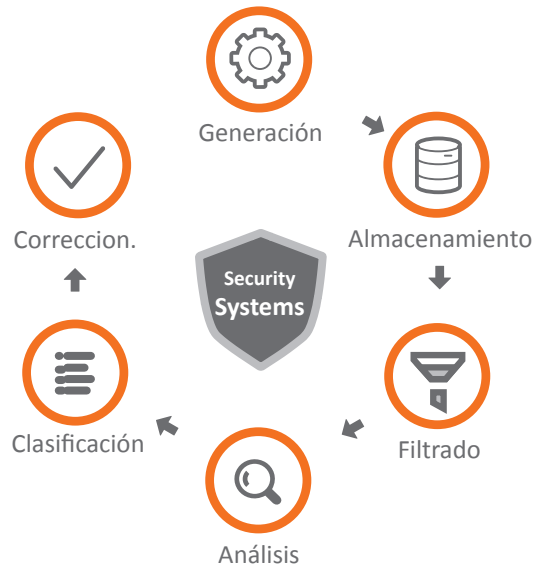 Generación
Almacenamiento
Correccion.
Security
Systems
Filtrado
Clasificación
Análisis